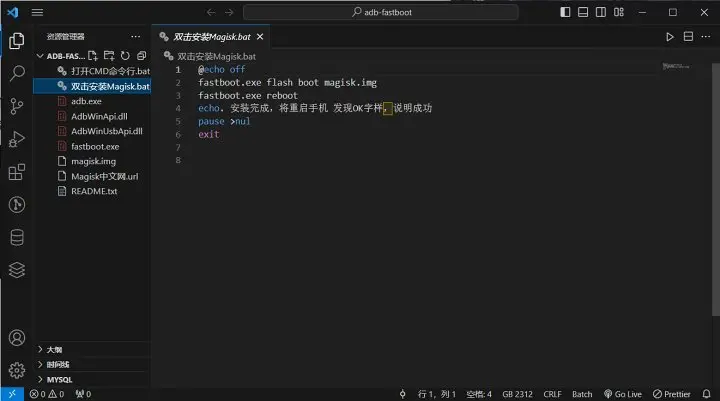 adb-fastboot
资源管理器
双击安装Magisk.bat
ADB-FAS...
双击安装Magisk.bat
打开CMD命令行.bat
双击安装Magisk.bat
adb.exe
AdbWinApi.dll
AdbWinUsbApi.dll
fastboot.exe
magisk.img
Magisk中文网.url
README.txt
1 @echo off
2 fastboot.exe flash boot magisk.img
3 fastboot.exe reboot
4 echo. 安装完成，将重启手机 发现OK字样，说明成功
5 pause >nul
6 exit
7
8
大纲
时间线
MYSQL
0 0 0 行 1，列 1 空格: 4 GB 2312 CRLF Batch Go Live Prettier